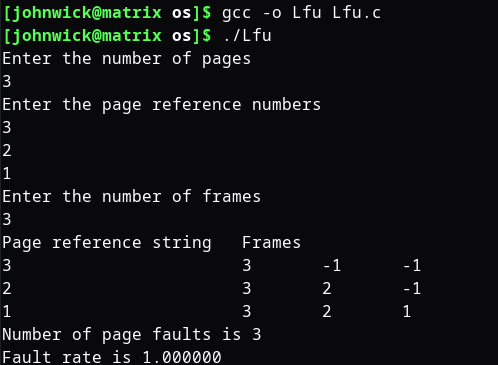 [johnwick@matrix os]$ gcc -o Lfu Lfu.c
[johnwick@matrix os]$ ./Lfu
Enter the number of pages
3
Enter the page reference numbers
3
2
1
Enter the number of frames
3
Page reference string   Frames
3                       3       -1      -1
2                       3       2       -1
1                       3       2       1
Number of page faults is 3
Fault rate is 1.000000